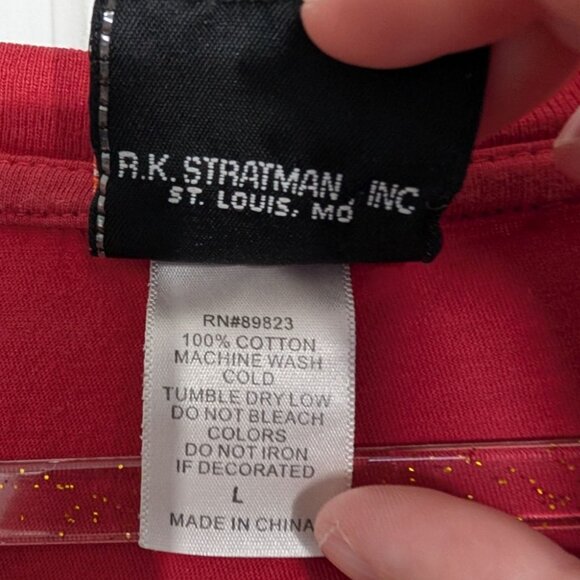 R.K. STRATMAN, INC
ST. LOUIS, MO
RN#89823
100% COTTON
MACHINE WASH
COLD
TUMBLE DRY LOW
DO NOT BLEACH
COLORS
DO NOT IRON
IF DECORATED
L
MADE IN CHINA